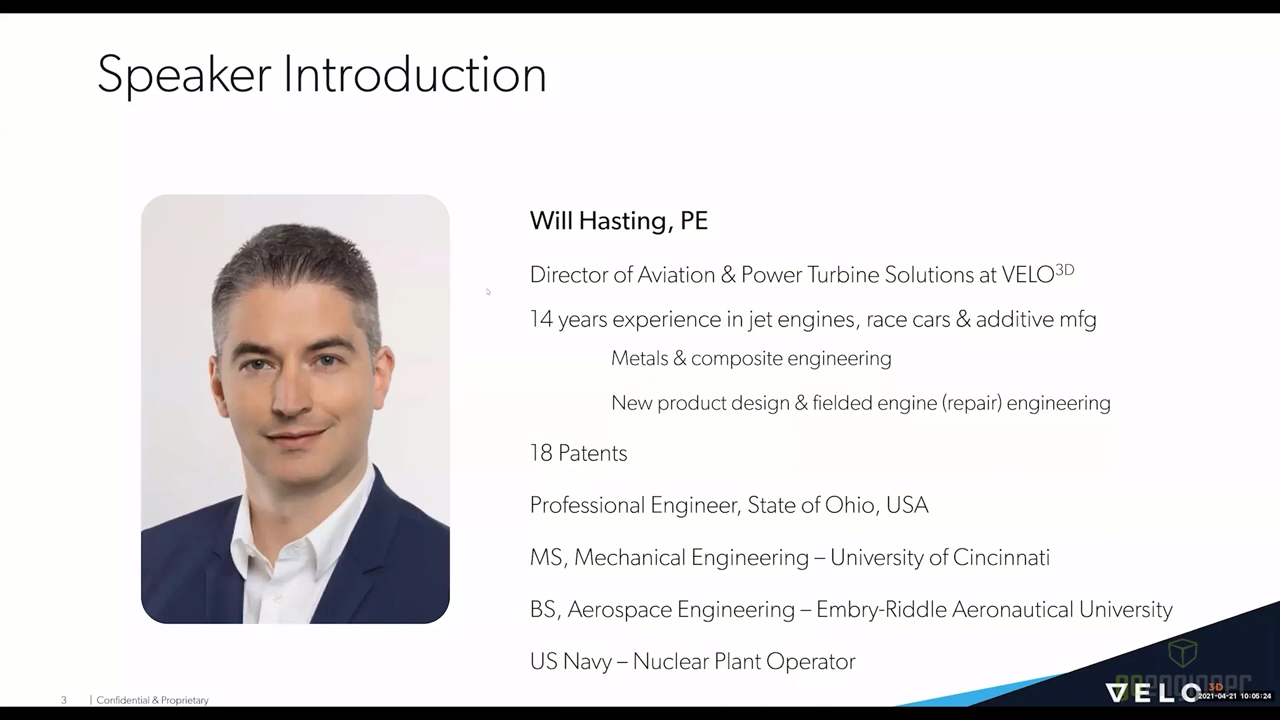 Speaker Introduction
Will Hasting, PE
Director of Aviation & Power Turbine Solutions at VELO3D
14 years experience in jet engines, race cars & additive mfg
Metals & composite engineering
New product design & fielded engine (repair) engineering
18 Patents
Professional Engineer, State of Ohio, USA
MS, Mechanical Engineering – University of Cincinnati
BS, Aerospace Engineering – Embry-Riddle Aeronautical University
US Navy – Nuclear Plant Operator
3 | Confidential & Proprietary
VELO 3D
2021-04-21 10:05:24